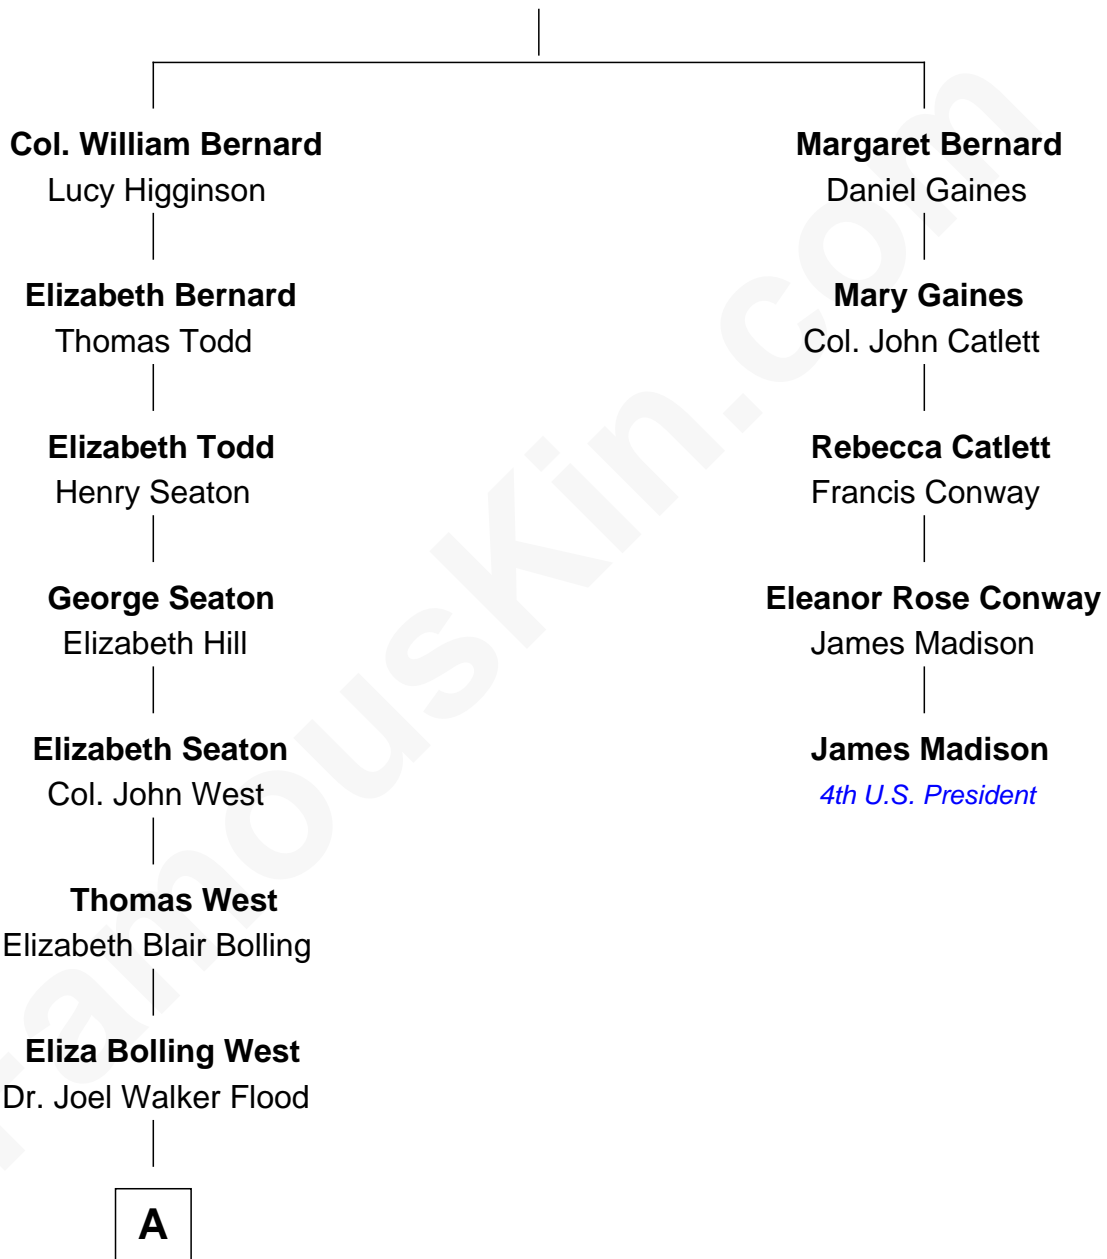 Col. William Bernard
Lucy Higginson
Margaret Bernard
Daniel Gaines
Elizabeth Bernard
Thomas Todd
Mary Gaines
Col. John Catlett
Elizabeth Todd
Henry Seaton
Rebecca Catlett
Francis Conway
George Seaton
Elizabeth Hill
Eleanor Rose Conway
James Madison
Elizabeth Seaton
Col. John West
James Madison
4th U.S. President
Thomas West
Elizabeth Blair Bolling
Eliza Bolling West
Dr. Joel Walker Flood
A
FamousKin.com